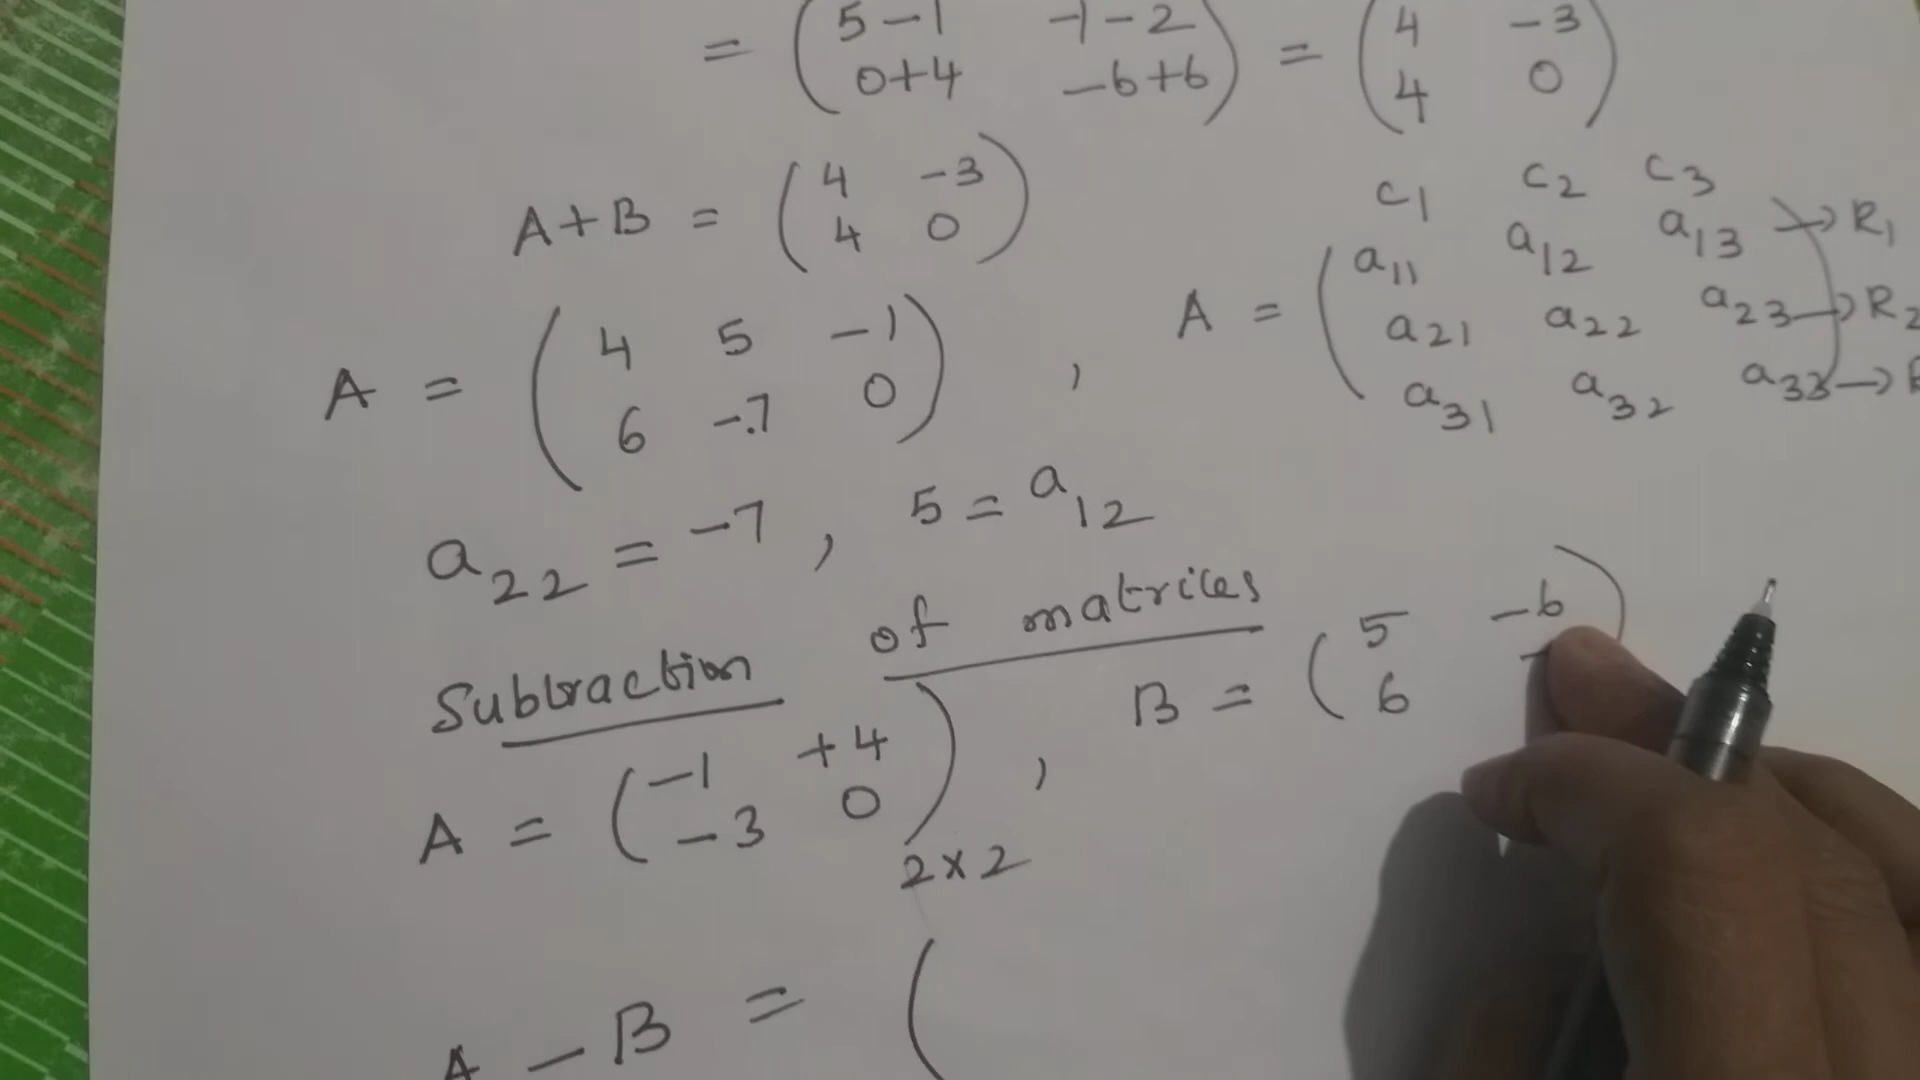 = ( 5-1 -1-2 ) = ( 4 -3 )
( 0+4 -6+6 ) ( 4 0 )
A+B = ( 4 -3 )
( 4 0 )
c1 c2 c3
A = ( a11 a12 a13 ) → R1
( a21 a22 a23 ) → R2
( a31 a32 a33 ) →
A = ( 4 5 -1 ) ,
( 6 -7 0 )
a22 = -7 , 5 = a12
Subtraction of matrices
A = ( -1 +4 ) ,
( -3 0 ) 2×2
B = ( 5 -6 )
( 6
A - B = (